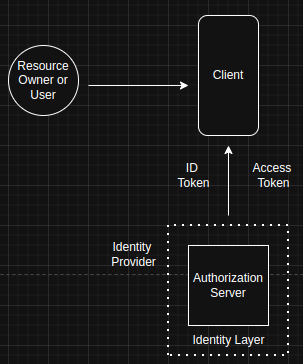 Resource
Owner or
User
Client
ID
Token
Access
Token
Identity
Provider
Authorization
Server
Identity Layer